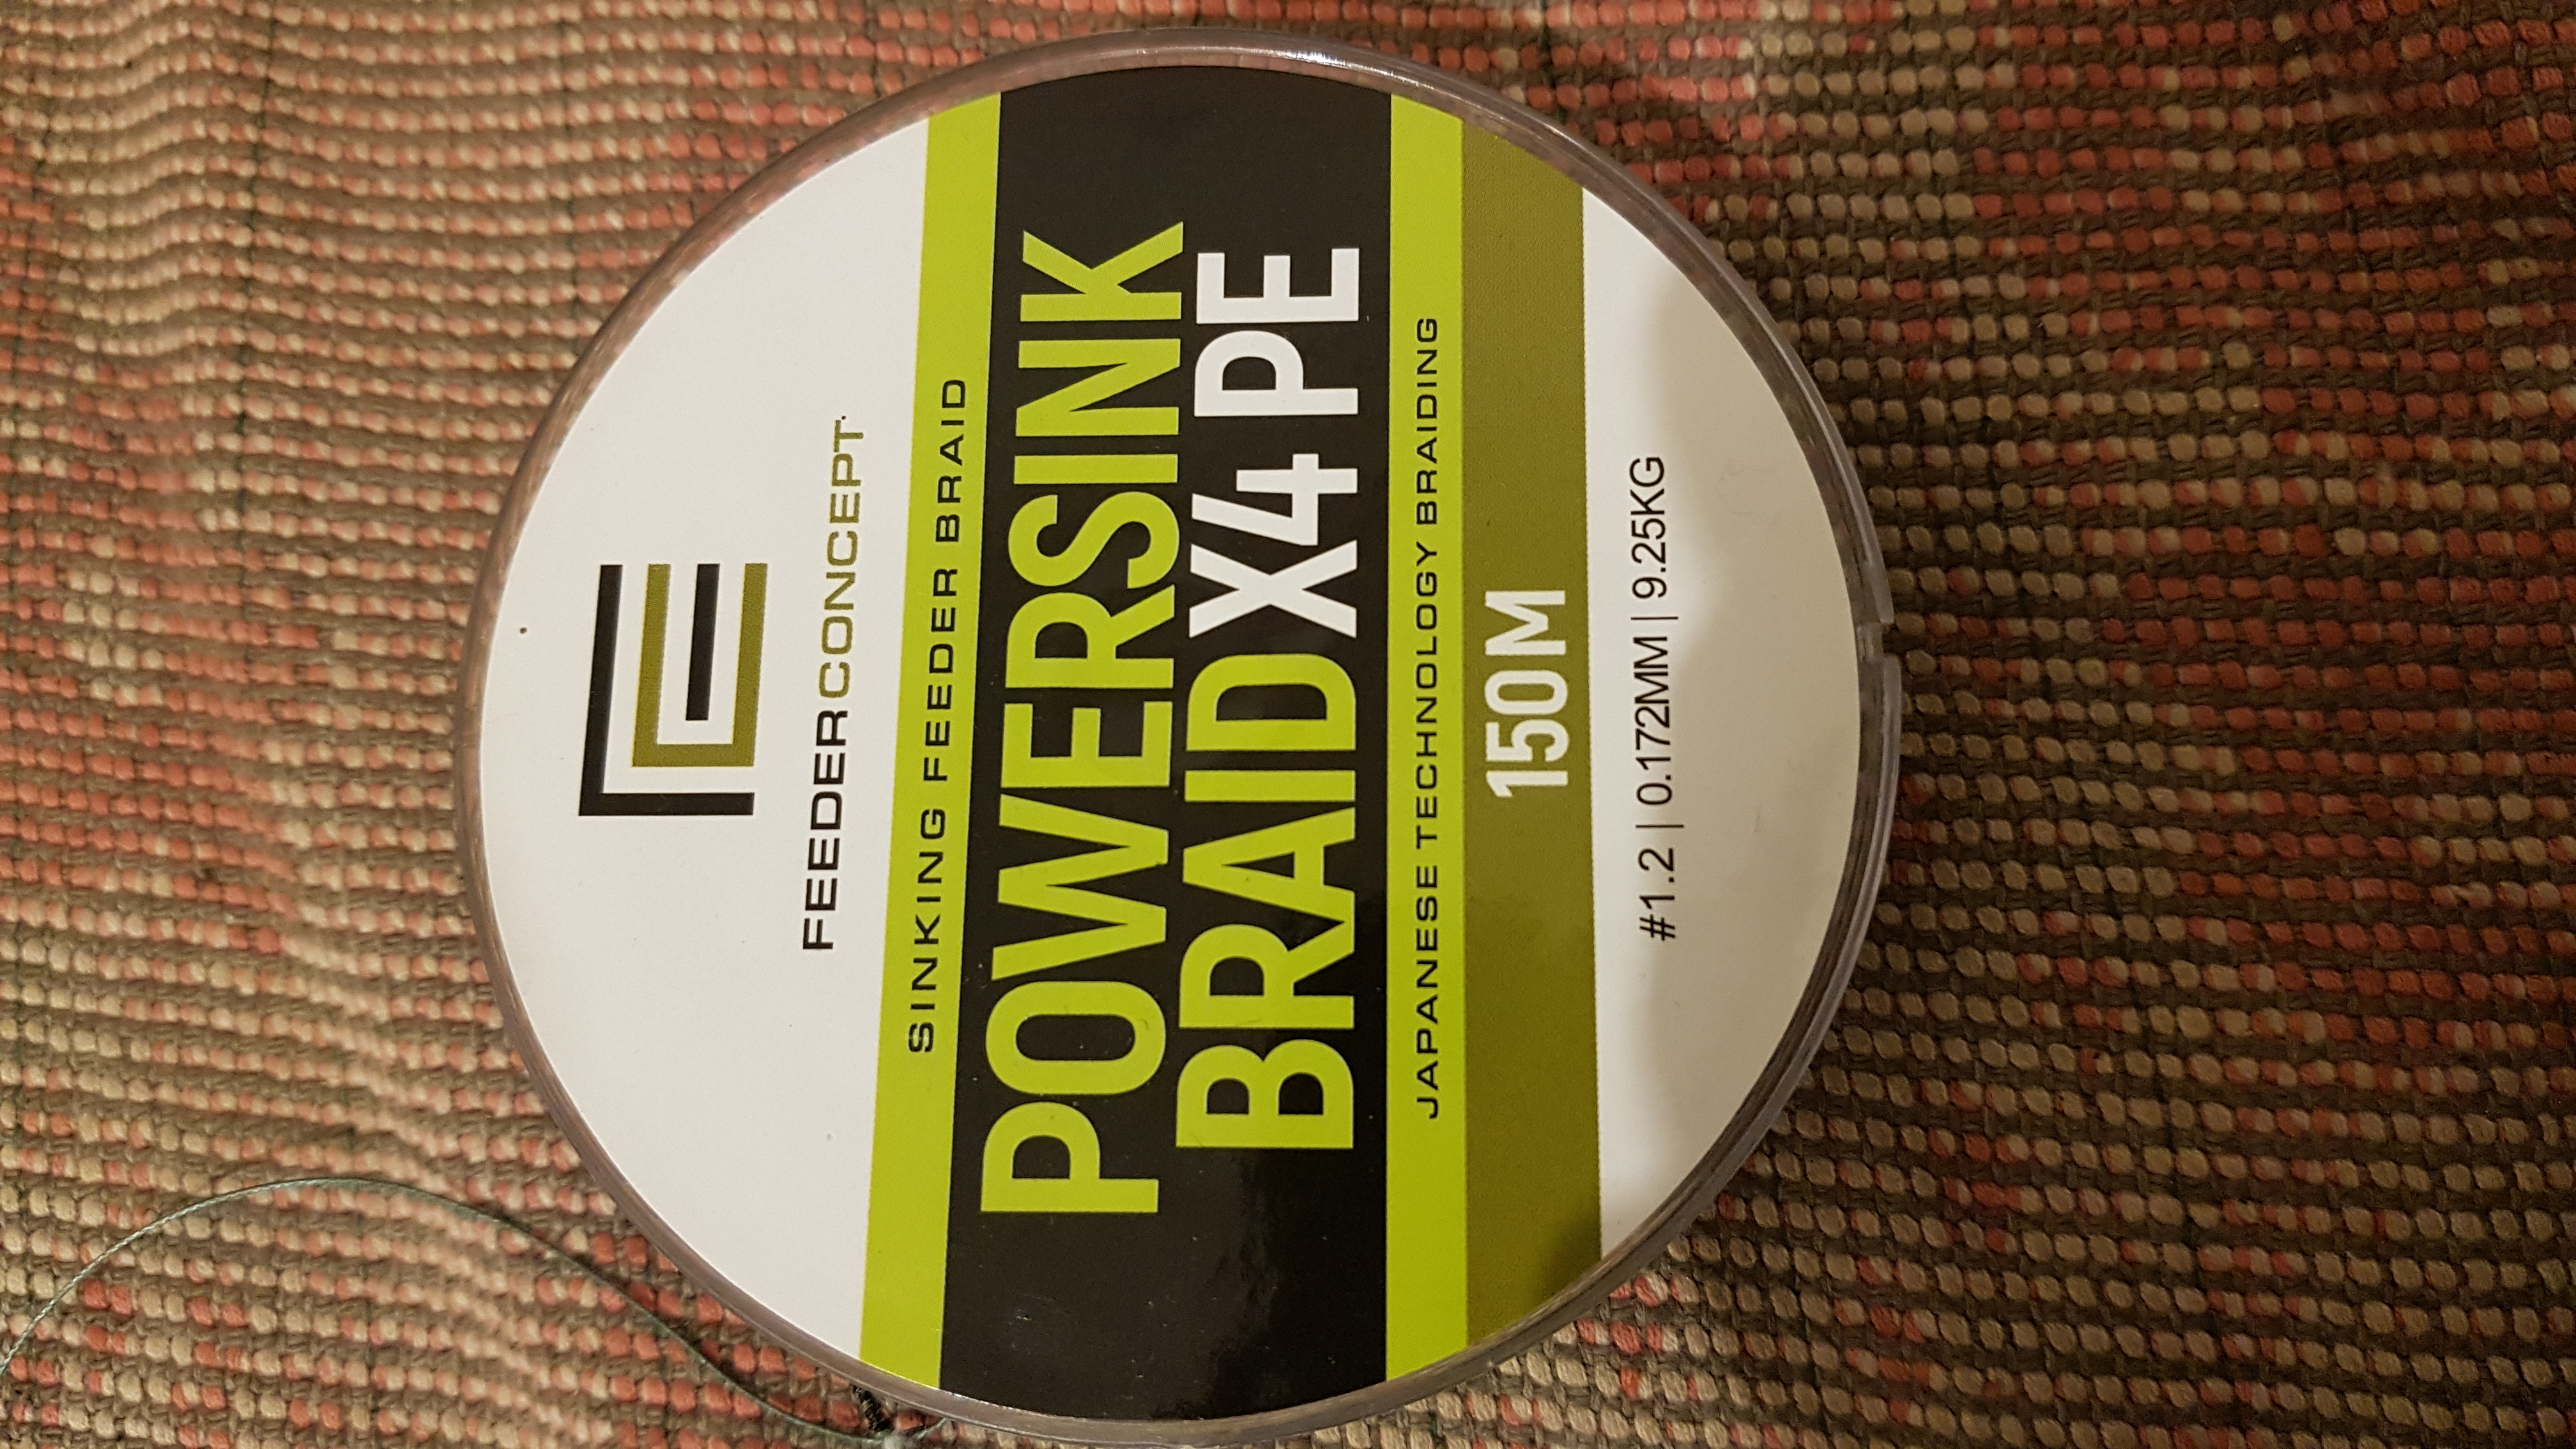 FEEDERCONCEPT
SINKING FEEDER BRAID
POWERSINK
BRAID X4 PE
JAPANESE TECHNOLOGY BRAIDING
150M
#1.2 | 0.172MM | 9.25KG